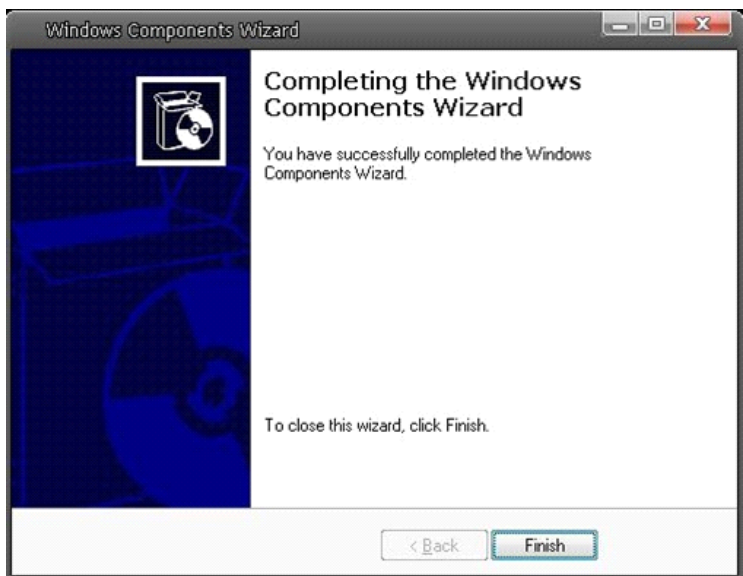 Windows Components Wizard
Completing the Windows
Components Wizard
You have successfully completed the Windows
Components Wizard.
To close this wizard, click Finish.
< Back
Finish